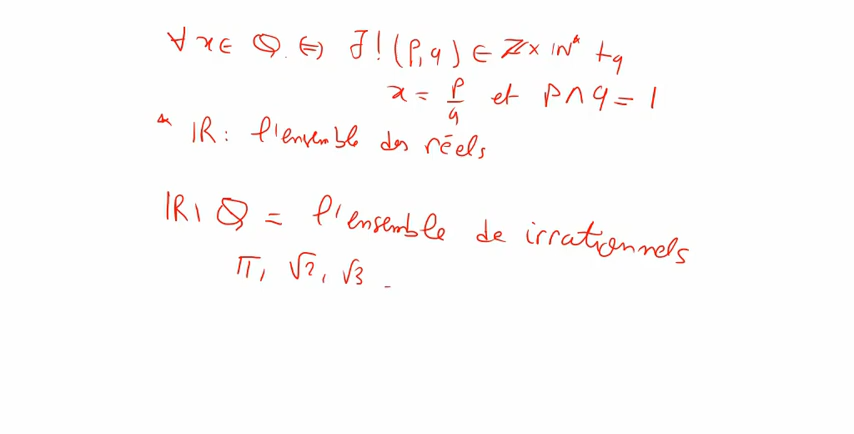 ∀ x ∈ ℚ ⇔ ∃! (p, q) ∈ ℤ × ℕ* tq
x = p/q et p ∧ q = 1
* ℝ : l'ensemble des réels
ℝ \ ℚ = l'ensemble de irrationnels
π, √2, √3